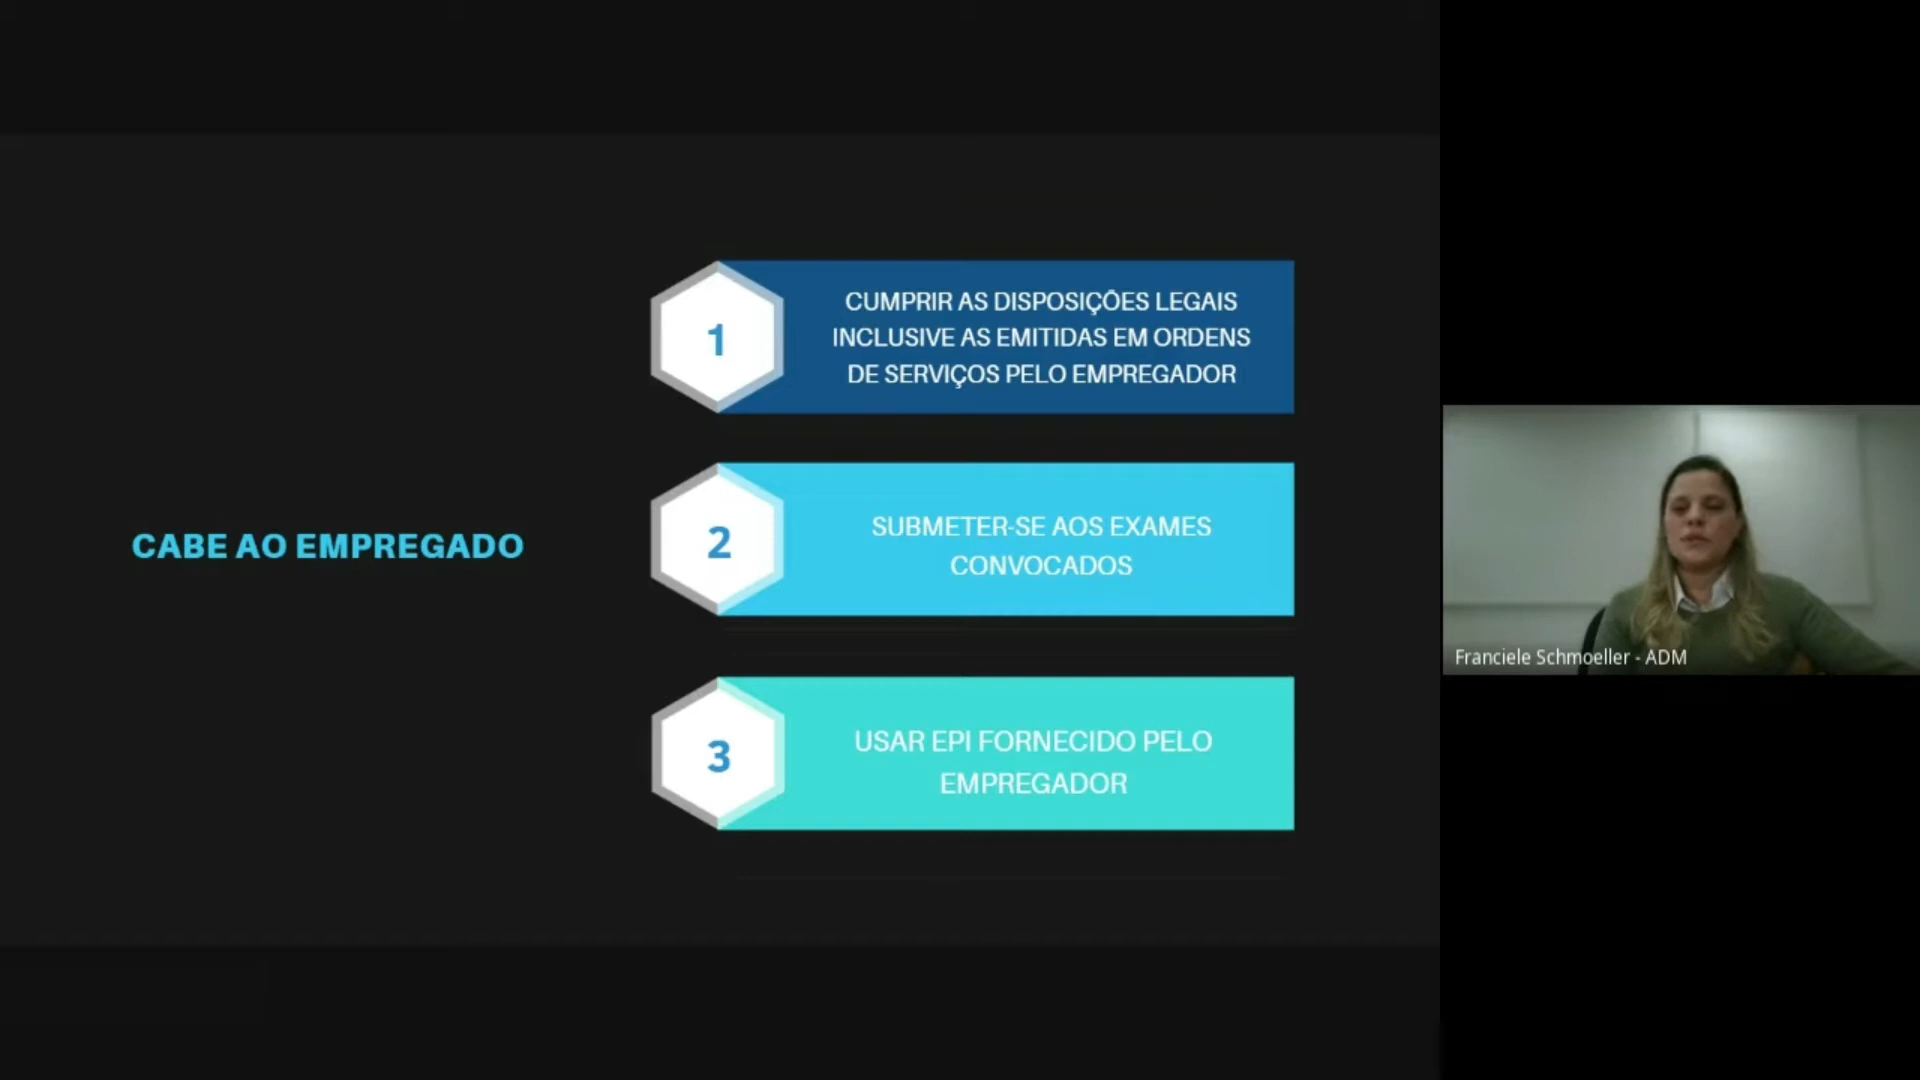 CABE AO EMPREGADO
1
CUMPRIR AS DISPOSIÇÕES LEGAIS
INCLUSIVE AS EMITIDAS EM ORDENS
DE SERVIÇOS PELO EMPREGADOR
2
SUBMETER-SE AOS EXAMES
CONVOCADOS
3
USAR EPI FORNECIDO PELO
EMPREGADOR
Franciele Schmoeller - ADM